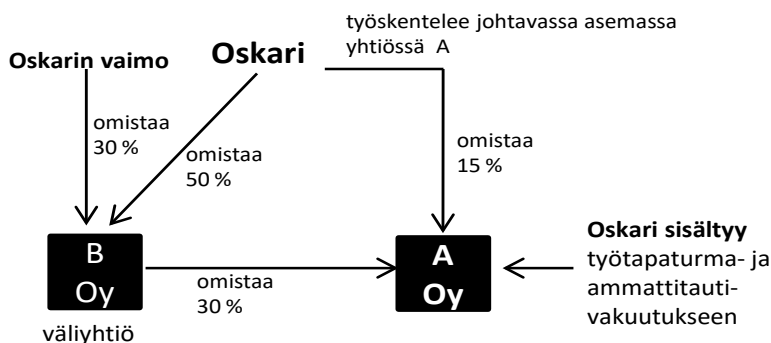 työskentelee johtavassa asemassa
yhtiössä A
Oskarin vaimo
Oskari
omistaa
30 %
omistaa
50 %
omistaa
15 %
B
Oy
väliyhtiö
omistaa
30 %
A
Oy
Oskari sisältyy
työtapaturma- ja
ammattitauti-
vakuutukseen